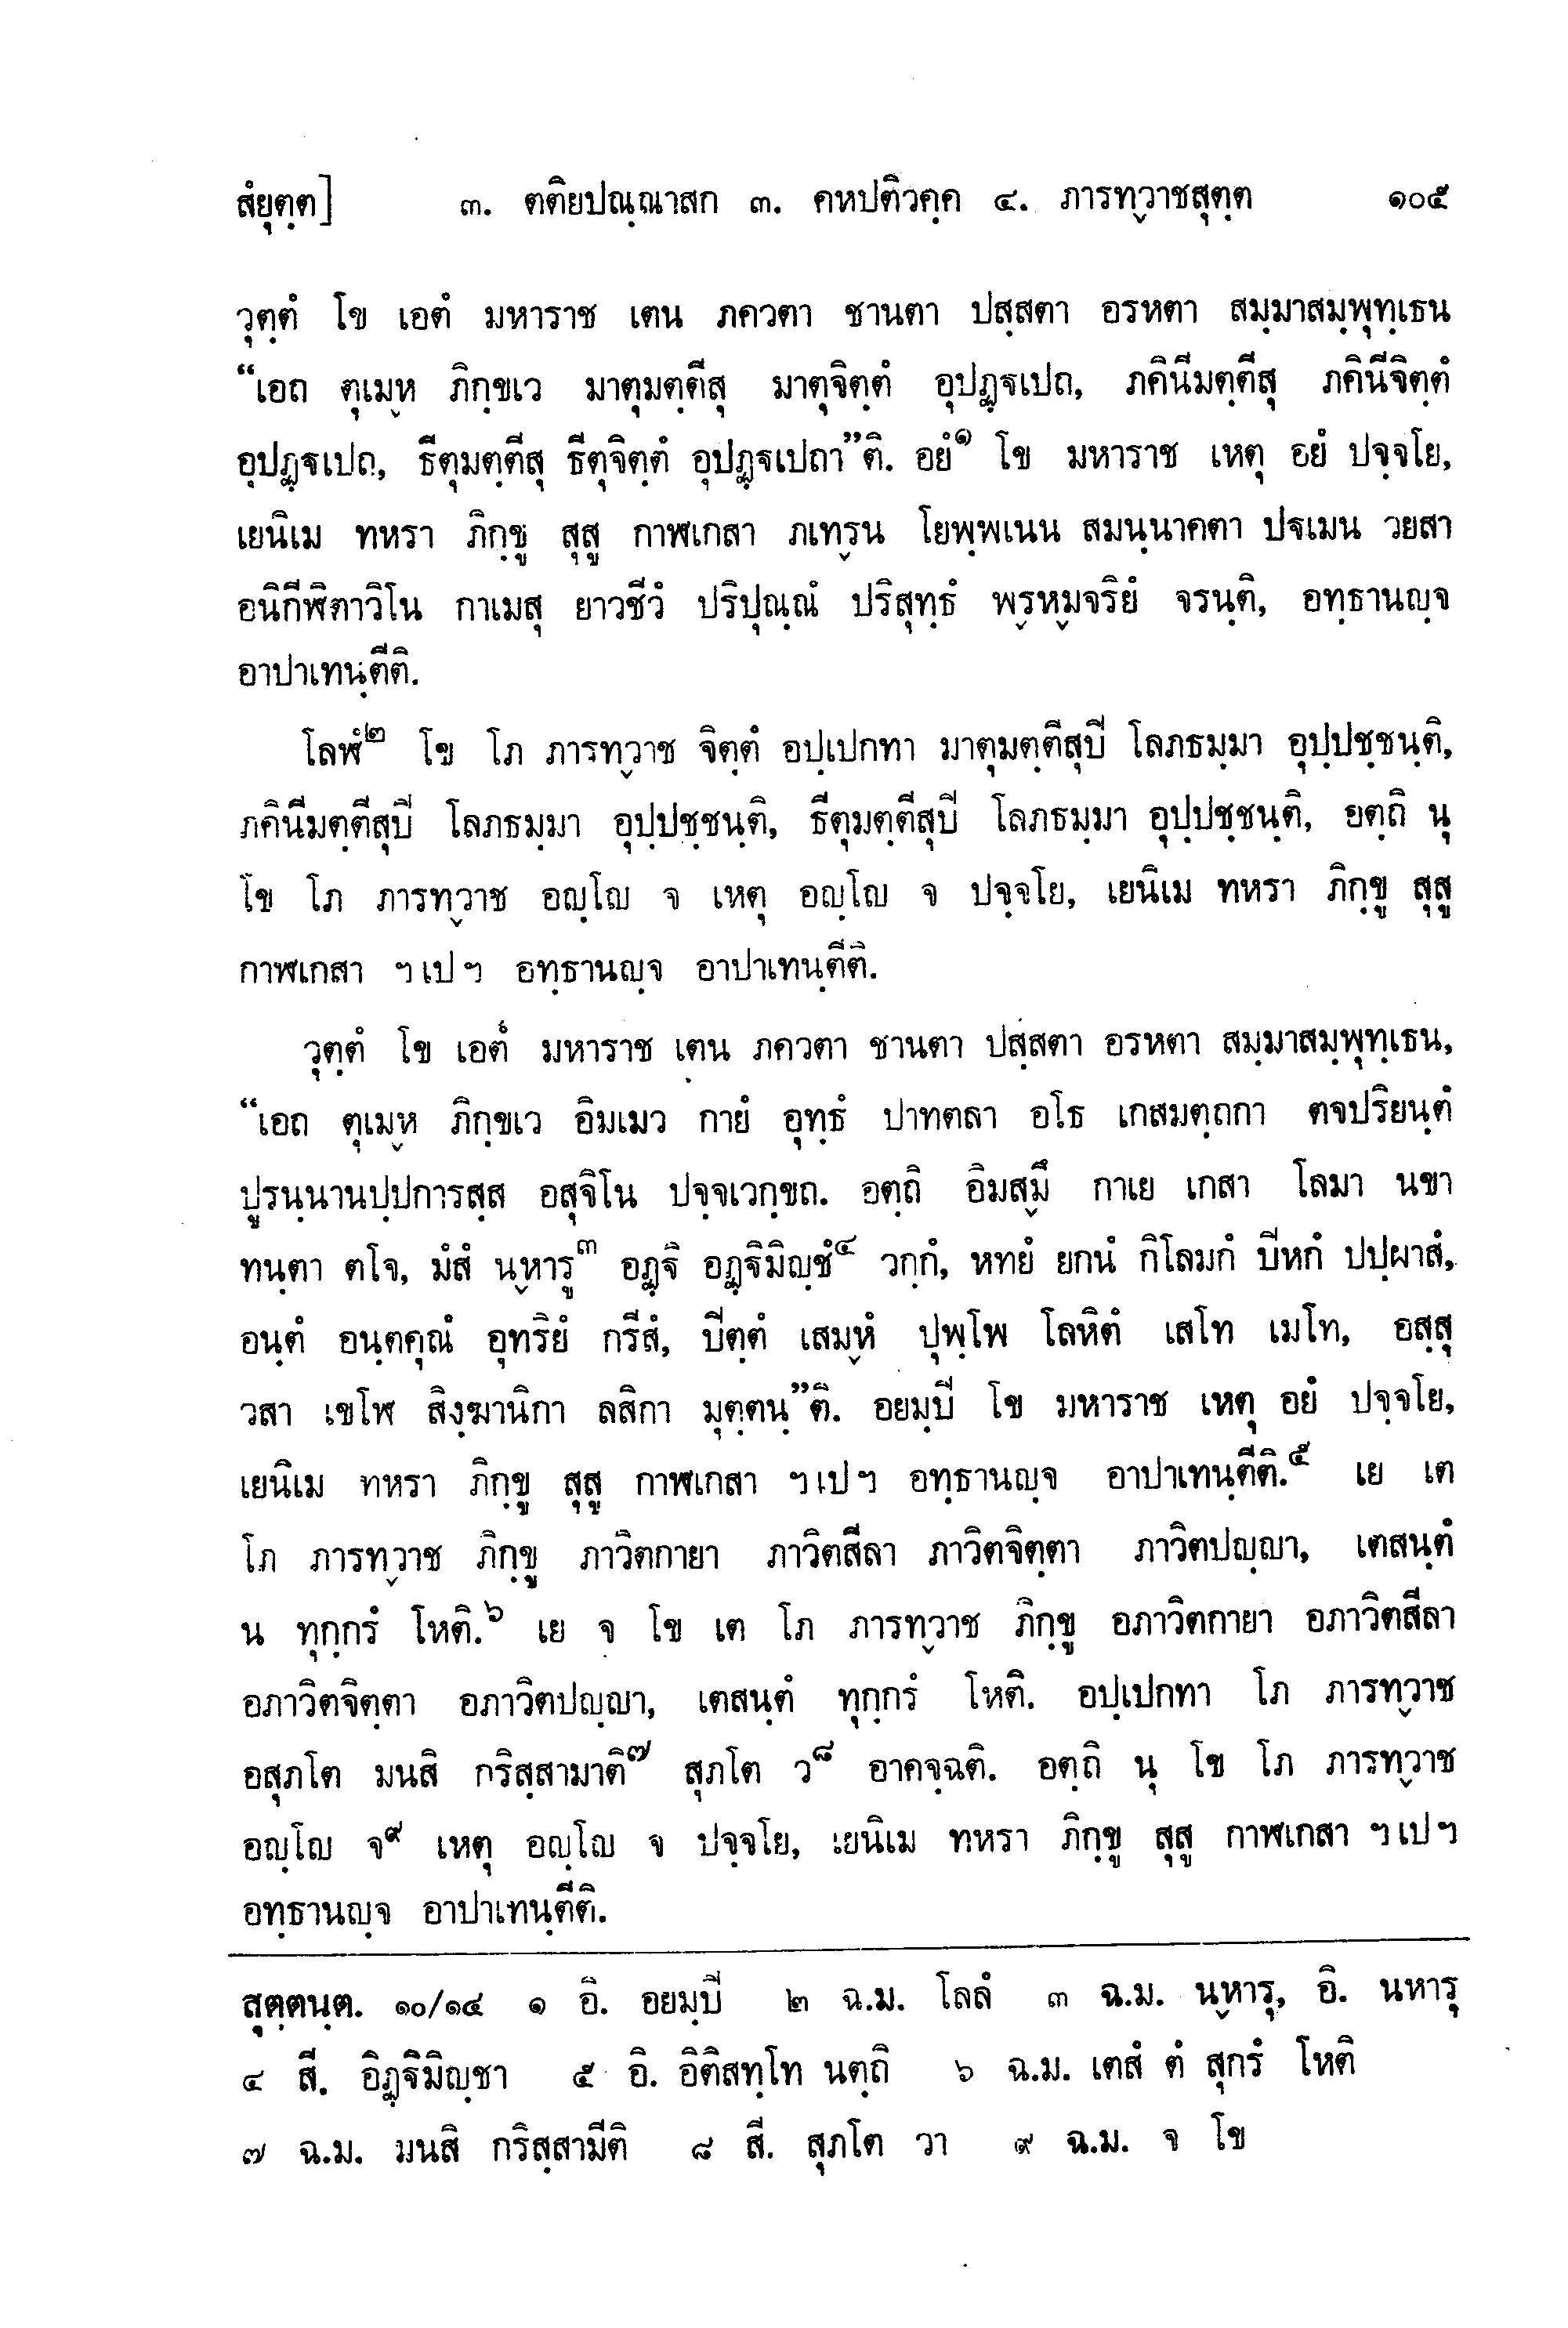 สํยุตฺต] ๓. ตติยปณฺณาสก ๓. คหปติวคฺค ๔. ภารทฺวาชสุตฺต ๑๐๕
วุตฺตํ โข เอตํ มหาราช เตน ภควตา ชานตา ปสฺสตา อรหตา สมฺมาสมฺพุทฺเธน
“เอถ ตุเมฺห ภิกฺขเว มาตุมตฺตีสุ มาตุจิตฺตํ อุปฏฺฐเปถ, ภคินีมตฺตีสุ ภคินีจิตฺตํ
อุปฏฺฐเปถ, ธีตุมตฺตีสุ ธีตุจิตฺตํ อุปฏฺฐเปถา”ติ. อยํ๑ โข มหาราช เหตุ อยํ ปจฺจโย,
เยนิเม ทหรา ภิกฺขู สุสู กาฬเกสา ภเทฺรน โยพฺพเนน สมนฺนาคตา ปฐเมน วยสา
อนิกีฬิตาวิโน กาเมสุ ยาวชีวํ ปริปุณฺณํ ปริสุทฺธํ พฺรหฺมจริยํ จรนฺติ, อทฺธานญฺจ
อาปาเทนฺตีติ.
โลฬํ๒ โข โภ ภารทฺวาช จิตฺตํ อปฺเปกทา มาตุมตฺตีสุปิ โลภธมฺมา อุปฺปชฺชนฺติ,
ภคินีมตฺตีสุปิ โลภธมฺมา อุปฺปชฺชนฺติ, ธีตุมตฺตีสุปิ โลภธมฺมา อุปฺปชฺชนฺติ, อตฺถิ นุ
โข โภ ภารทฺวาช อญฺโญ จ เหตุ อญฺโญ จ ปจฺจโย, เยนิเม ทหรา ภิกฺขู สุสู
กาฬเกสา ฯเปฯ อทฺธานญฺจ อาปาเทนฺตีติ.
วุตฺตํ โข เอตํ มหาราช เตน ภควตา ชานตา ปสฺสตา อรหตา สมฺมาสมฺพุทฺเธน,
“เอถ ตุเมฺห ภิกฺขเว อิมเมว กายํ อุทฺธํ ปาทตลา อโธ เกสมตฺถกา ตจปริยนฺตํ
ปูรนฺนานปฺปการสฺส อสุจิโน ปจฺจเวกฺขถ. อตฺถิ อิมสฺมึ กาเย เกสา โลมา นขา
ทนฺตา ตโจ, มํสํ นฺหารู๓ อฏฺฐิ อฏฺฐิมิญฺชํ๔ วกฺกํ, หทยํ ยกนํ กิโลมกํ ปิหกํ ปปฺผาสํ,
อนฺตํ อนฺตคุณํ อุทริยํ กรีสํ, ปิตฺตํ เสมฺหํ ปุพฺโพ โลหิตํ เสโท เมโท, อสฺสุ
วสา เขโฬ สิงฺฆานิกา ลสิกา มุตฺตนฺ”ติ. อยมฺปิ โข มหาราช เหตุ อยํ ปจฺจโย,
เยนิเม ทหรา ภิกฺขู สุสู กาฬเกสา ฯเปฯ อทฺธานญฺจ อาปาเทนฺตีติ.๕ เย เต
โภ ภารทฺวาช ภิกฺขู ภาวิตกายา ภาวิตสีลา ภาวิตจิตฺตา ภาวิตปญฺญา, เตสนฺตํ
น ทุกฺกรํ โหติ.๖ เย จ โข เต โภ ภารทฺวาช ภิกฺขู อภาวิตกายา อภาวิตสีลา
อภาวิตจิตฺตา อภาวิตปญฺญา, เตสนฺตํ ทุกฺกรํ โหติ. อปฺเปกทา โภ ภารทฺวาช
อสุภโต มนสิ กริสฺสามาติ๗ สุภโต ว๘ อาคจฺฉติ. อตฺถิ นุ โข โภ ภารทฺวาช
อญฺโญ จ๙ เหตุ อญฺโญ จ ปจฺจโย, เยนิเม ทหรา ภิกฺขู สุสู กาฬเกสา ฯเปฯ
อทฺธานญฺจ อาปาเทนฺตีติ.
สุตฺตนฺต. ๑๐/๑๔ ๑ อิ. อยมฺปิ ๒ ฉ.ม. โลลํ ๓ ฉ.ม. นฺหารุ, อิ. นหารุ
๔ สี. อิฏฺฐิมิญฺชา ๕ อิ. อิติสทฺโท นตฺถิ ๖ ฉ.ม. เตสํ ตํ สุกรํ โหติ
๗ ฉ.ม. มนสิ กริสฺสามีติ ๘ สี. สุภโต วา ๙ ฉ.ม. จ โข